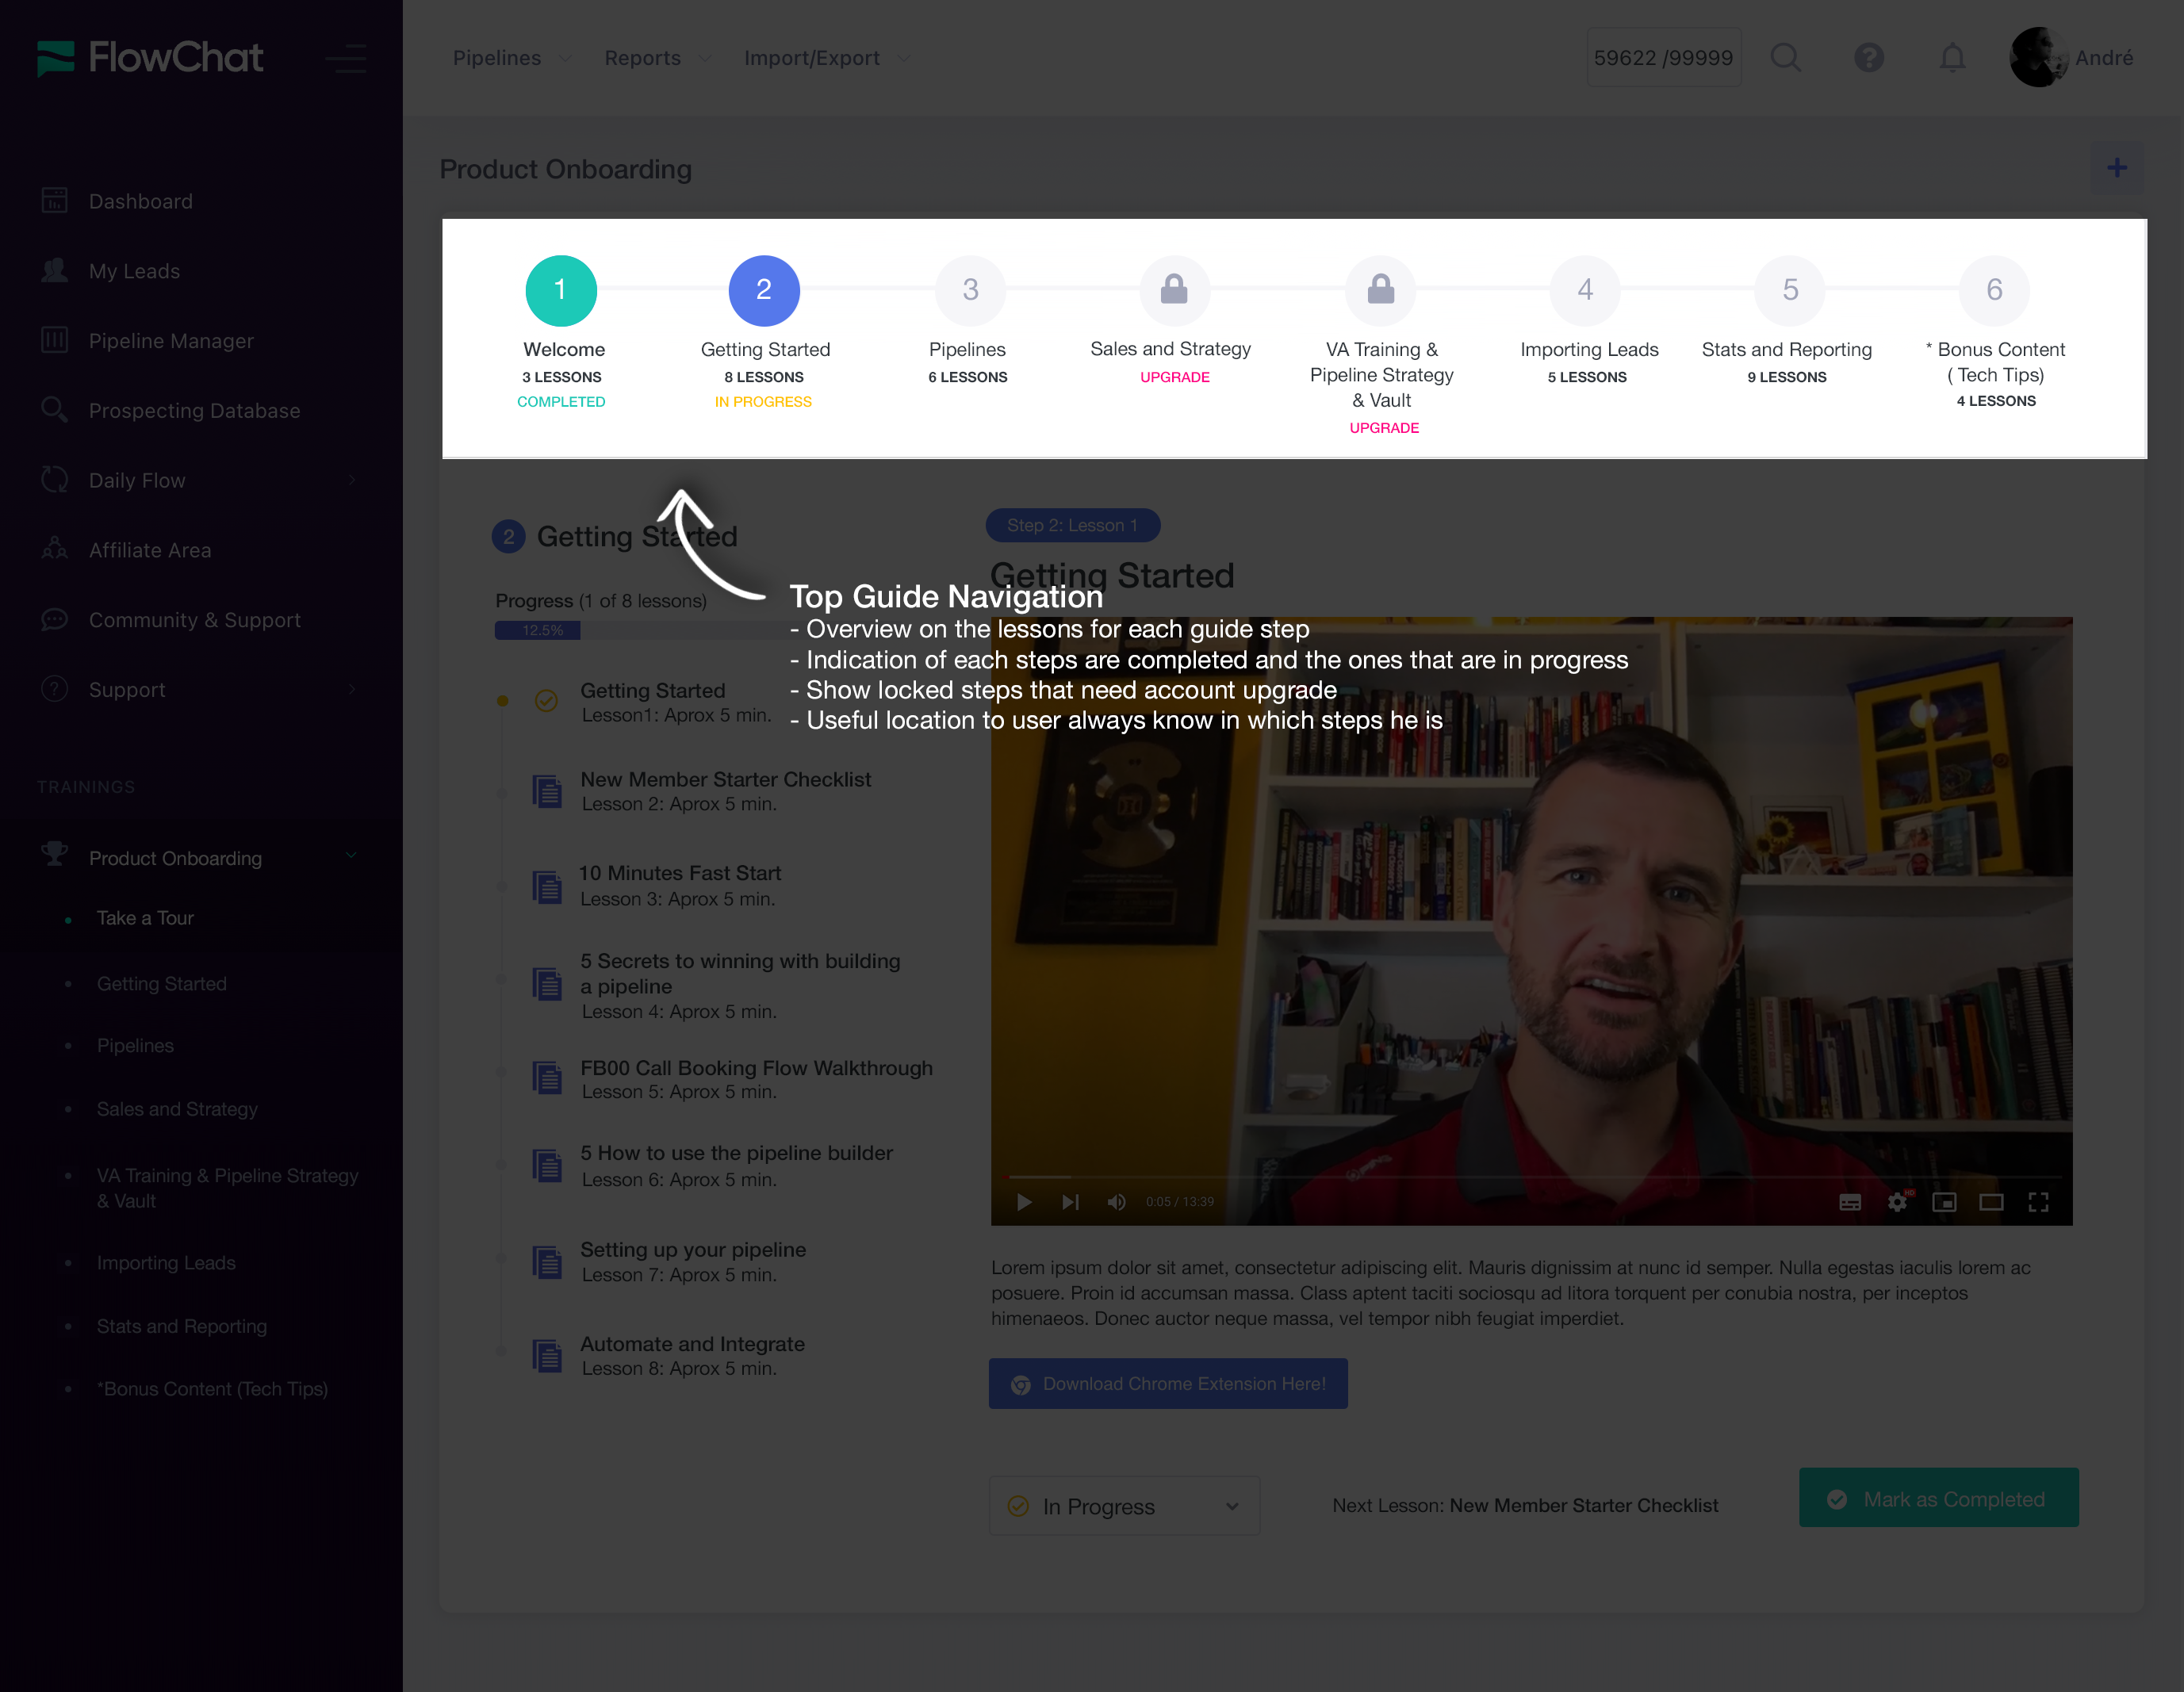 FlowChat
Pipelines
Reports
Import/Export
59622 /99999
André
Dashboard
My Leads
Pipeline Manager
Prospecting Database
Daily Flow
Affiliate Area
Community & Support
Support
TRAININGS
Product Onboarding
Take a Tour
Getting Started
Pipelines
Sales and Strategy
VA Training & Pipeline Strategy
& Vault
Importing Leads
Stats and Reporting
*Bonus Content (Tech Tips)
Product Onboarding
+
1
Welcome
3 LESSONS
COMPLETED
2
Getting Started
8 LESSONS
IN PROGRESS
3
Pipelines
6 LESSONS
Sales and Strategy
UPGRADE
VA Training &
Pipeline Strategy
& Vault
UPGRADE
4
Importing Leads
5 LESSONS
5
Stats and Reporting
9 LESSONS
6
* Bonus Content
( Tech Tips)
4 LESSONS
2 Getting Started
Progress (1 of 8 lessons)
12.5%
Getting Started
Lesson1: Aprox 5 min.
New Member Starter Checklist
Lesson 2: Aprox 5 min.
10 Minutes Fast Start
Lesson 3: Aprox 5 min.
5 Secrets to winning with building
a pipeline
Lesson 4: Aprox 5 min.
FB00 Call Booking Flow Walkthrough
Lesson 5: Aprox 5 min.
5 How to use the pipeline builder
Lesson 6: Aprox 5 min.
Setting up your pipeline
Lesson 7: Aprox 5 min.
Automate and Integrate
Lesson 8: Aprox 5 min.
Top Guide Navigation
- Overview on the lessons for each guide step
- Indication of each steps are completed and the ones that are in progress
- Show locked steps that need account upgrade
- Useful location to user always know in which steps he is
Step 2: Lesson 1
Getting Started
0:05 / 13:39
HD
Lorem ipsum dolor sit amet, consectetur adipiscing elit. Mauris dignissim at nunc id semper. Nulla egestas iaculis lorem ac
posuere. Proin id accumsan massa. Class aptent taciti sociosqu ad litora torquent per conubia nostra, per inceptos
himenaeos. Donec auctor neque massa, vel tempor nibh feugiat imperdiet.
Download Chrome Extension Here!
In Progress
Next Lesson: New Member Starter Checklist
Mark as Completed